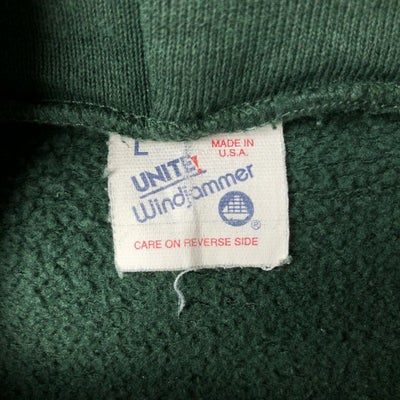 L
MADE IN
U.S.A.
UNITE!
Windjammer
®
CARE ON REVERSE SIDE